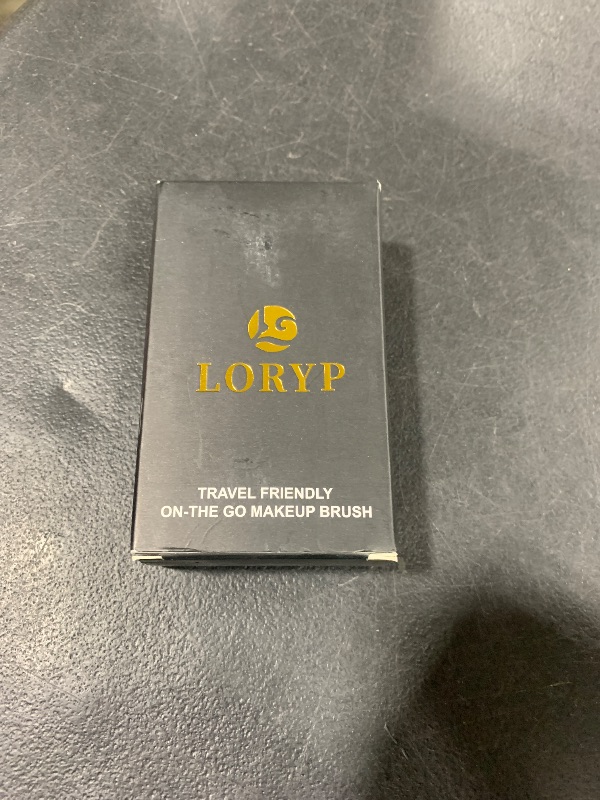 LORYP
TRAVEL FRIENDLY
ON-THE GO MAKEUP BRUSH